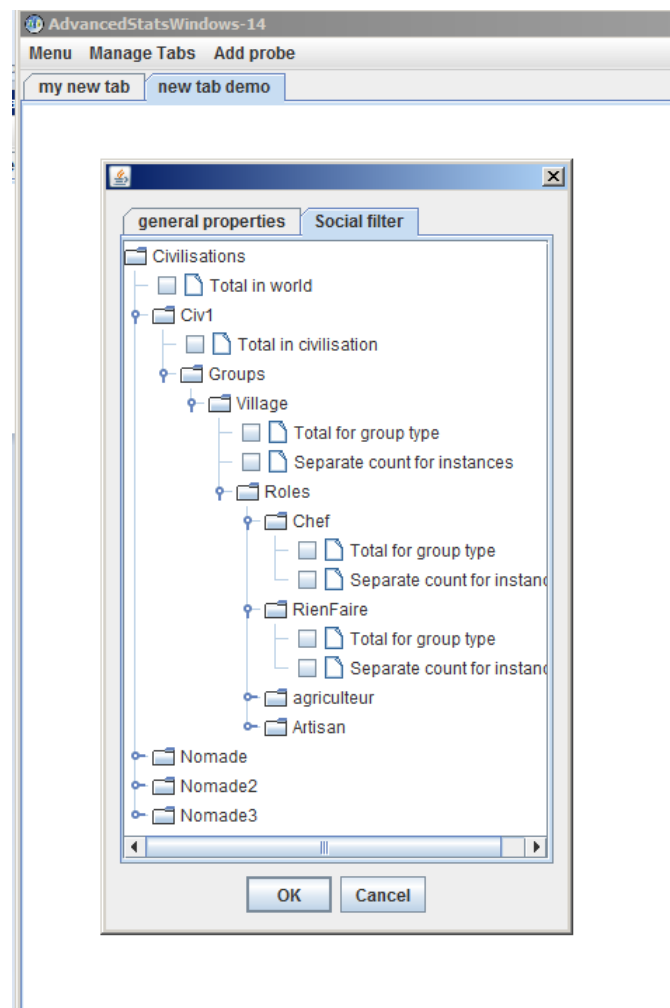 AdvancedStatsWindows-14
Menu Manage Tabs Add probe
my new tab new tab demo
general properties Social filter
Civilisations
Total in world
Civ1
Total in civilisation
Groups
Village
Total for group type
Separate count for instances
Roles
Chef
Total for group type
Separate count for instanc
RienFaire
Total for group type
Separate count for instanc
agriculteur
Artisan
Nomade
Nomade2
Nomade3
OK Cancel